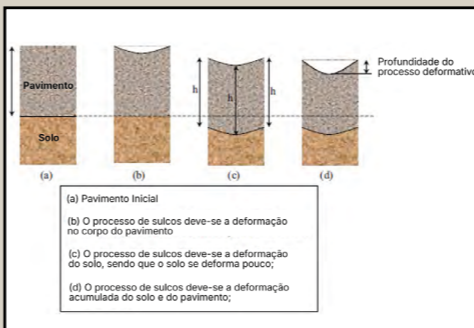 Profundidade do
processo deformativo
Pavimento
h
h
h
Solo
(a)
(b)
(c)
(d)
(a) Pavimento Inicial
(b) O processo de sulcos deve-se a deformação
no corpo do pavimento
(c) O processo de sulcos deve-se a deformação
do solo, sendo que o solo se deforma pouco;
(d) O processo de sulcos deve-se a deformação
acumulada do solo e do pavimento;